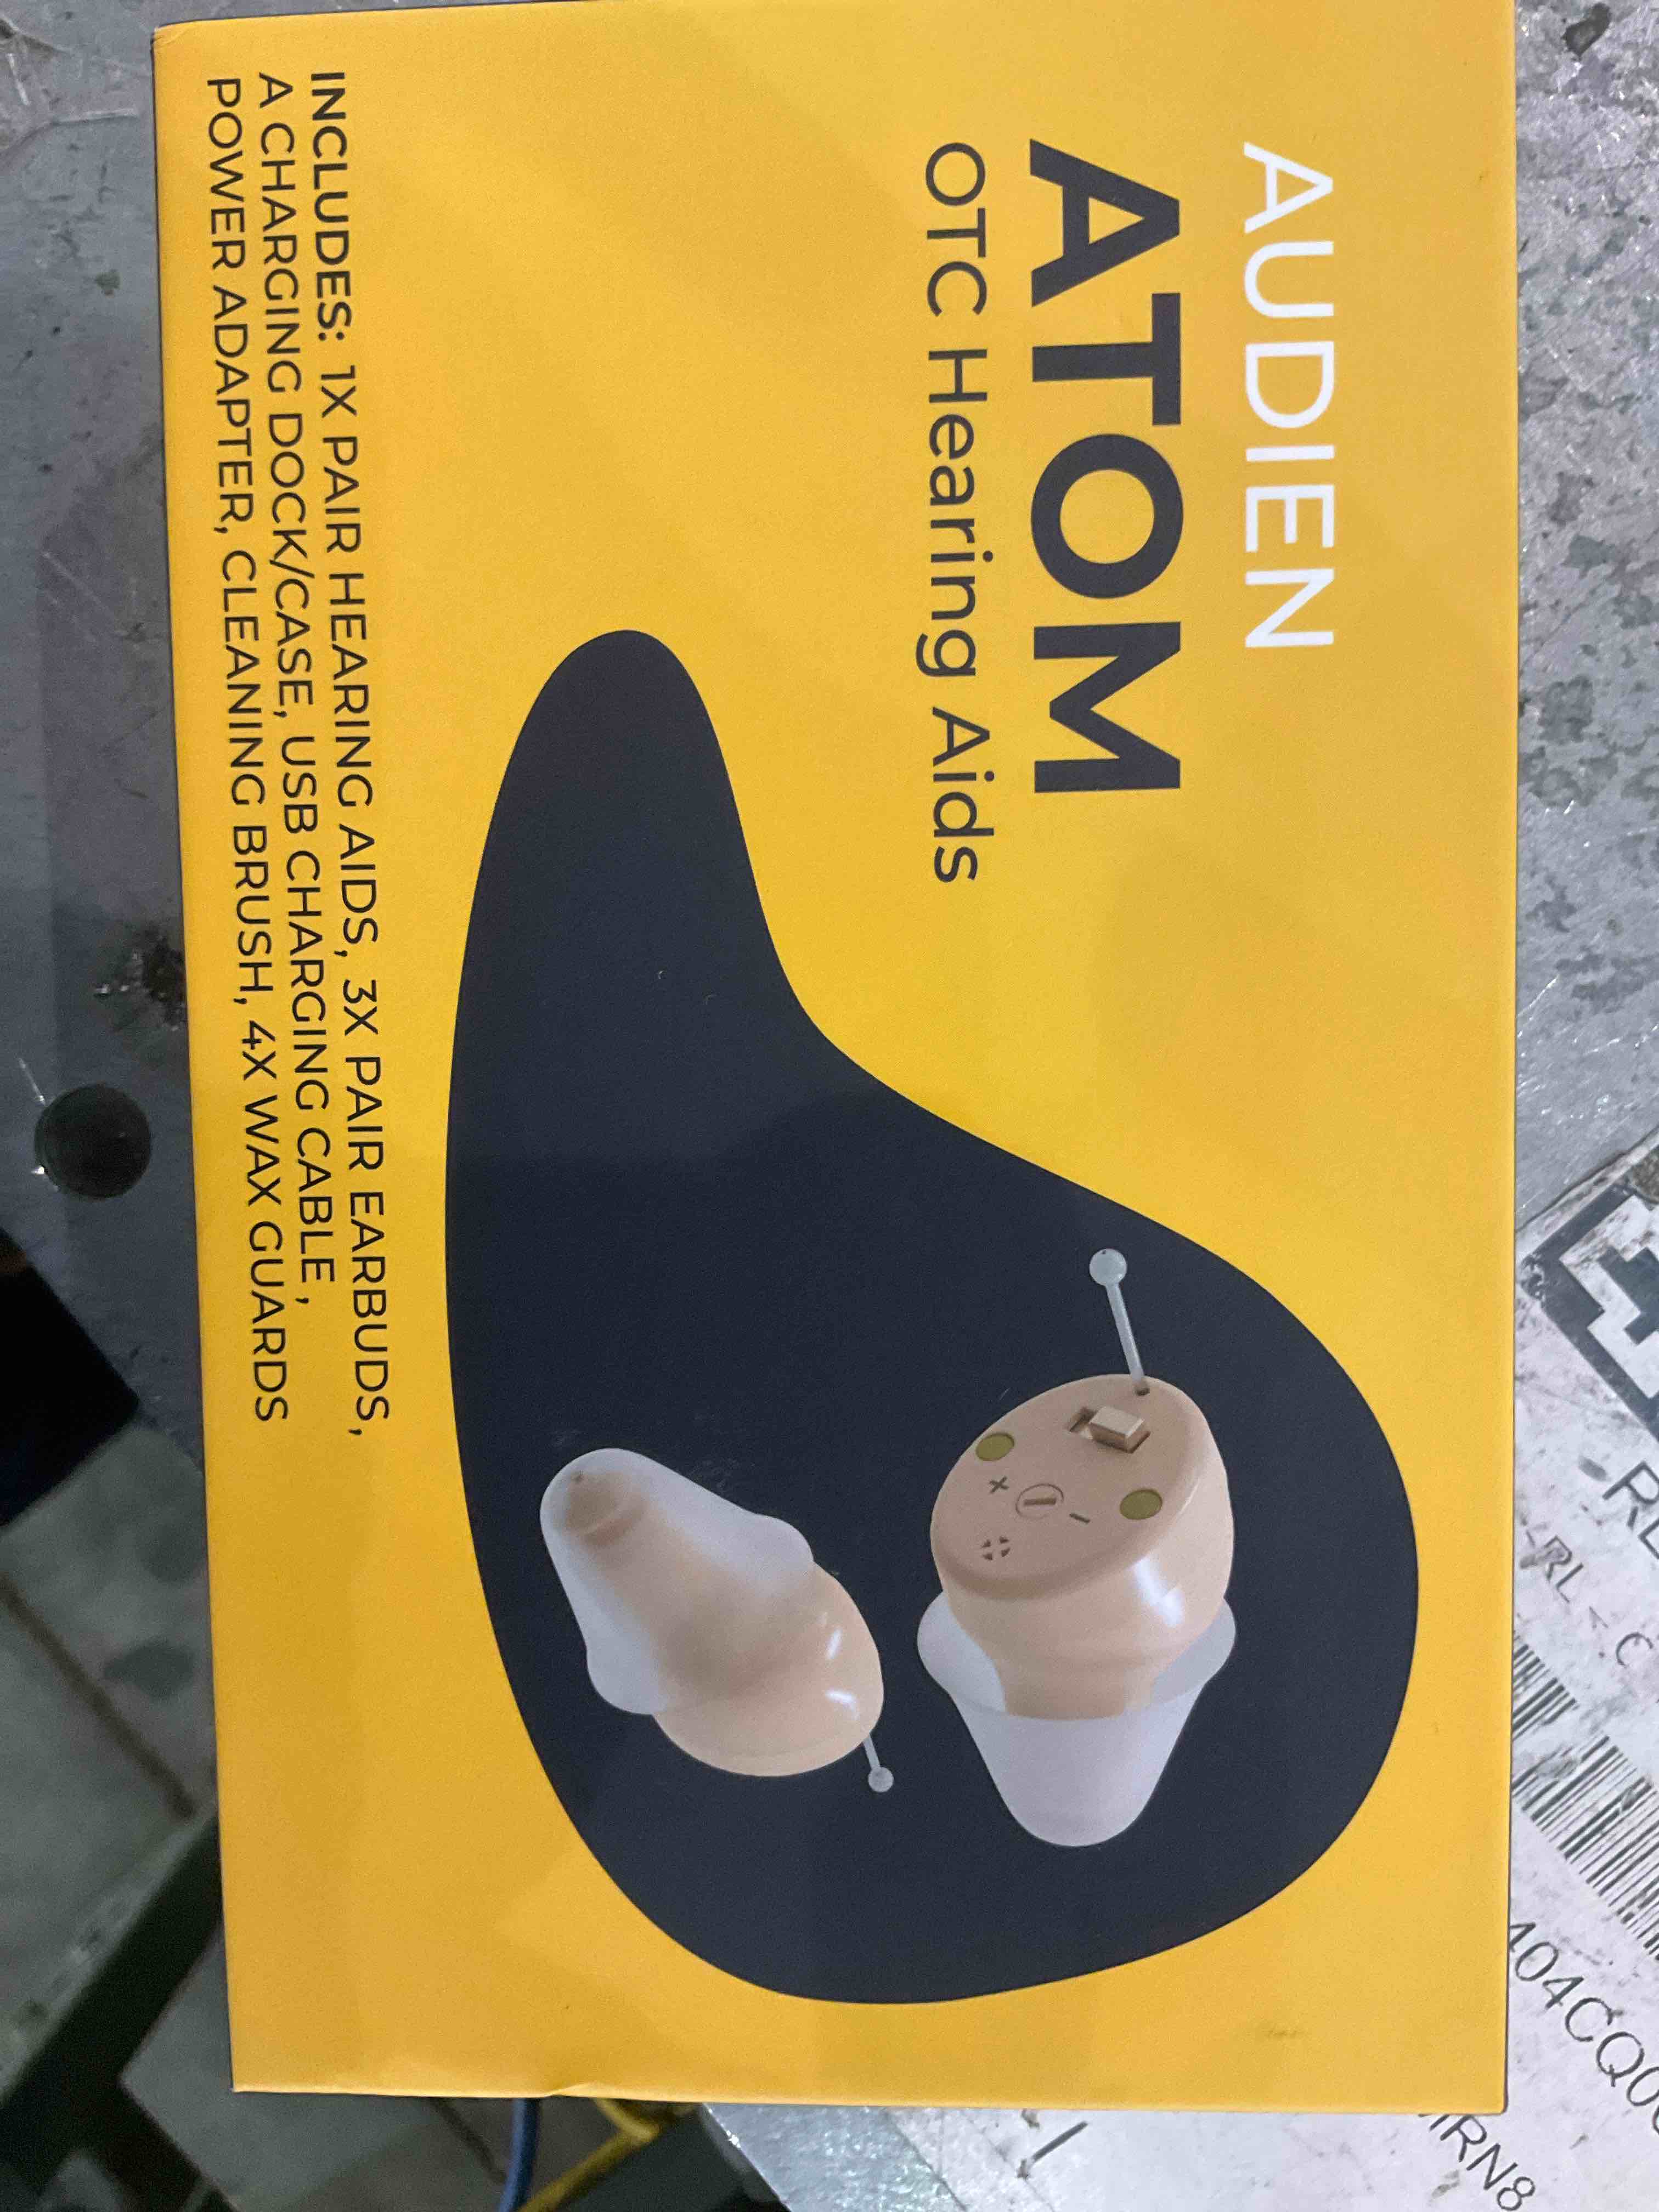 AUDIEN
ATOM
OTC Hearing Aids
+ -
INCLUDES: 1X PAIR HEARING AIDS, 3X PAIR EARBUDS,
A CHARGING DOCK/CASE, USB CHARGING CABLE ,
POWER ADAPTER, CLEANING BRUSH, 4X WAX GUARDS